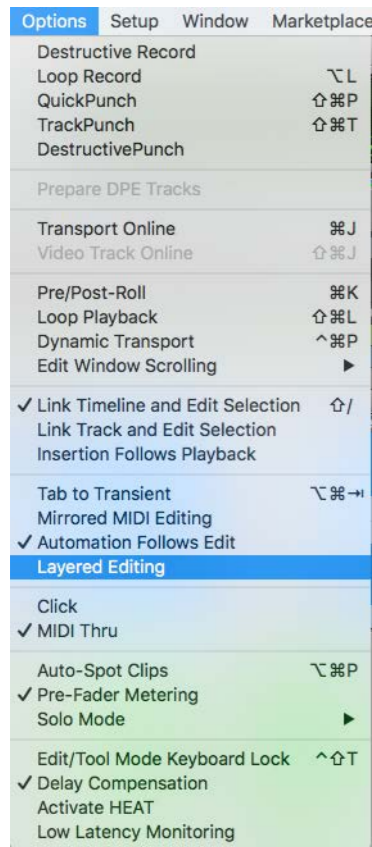 Options Setup Window Marketplace
Destructive Record
Loop Record ⌥L
QuickPunch ⇧⌘P
TrackPunch ⇧⌘T
DestructivePunch
Prepare DPE Tracks
Transport Online ⌘J
Video Track Online ⇧⌘J
Pre/Post-Roll ⌘K
Loop Playback ⇧⌘L
Dynamic Transport ^⌘P
Edit Window Scrolling ▶
✓ Link Timeline and Edit Selection ⇧/
Link Track and Edit Selection
Insertion Follows Playback
Tab to Transient ⌥⌘⇥
Mirrored MIDI Editing
✓ Automation Follows Edit
Layered Editing
Click
✓ MIDI Thru
Auto-Spot Clips ⌥⌘P
✓ Pre-Fader Metering
Solo Mode ▶
Edit/Tool Mode Keyboard Lock ^⇧T
✓ Delay Compensation
Activate HEAT
Low Latency Monitoring